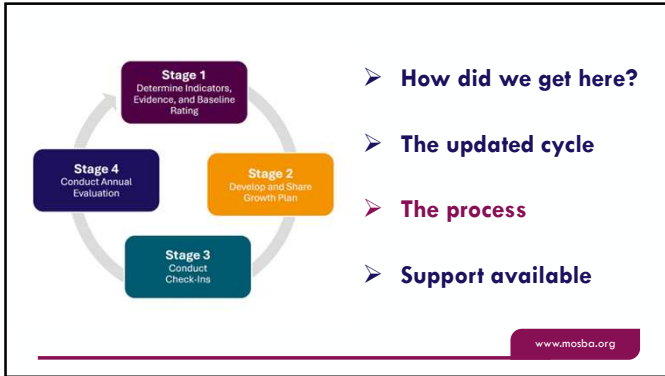 Stage 1
Determine Indicators,
Evidence, and Baseline
Rating
Stage 2
Develop and Share
Growth Plan
Stage 3
Conduct
Check-Ins
Stage 4
Conduct Annual
Evaluation
➢ How did we get here?
➢ The updated cycle
➢ The process
➢ Support available
www.mosba.org